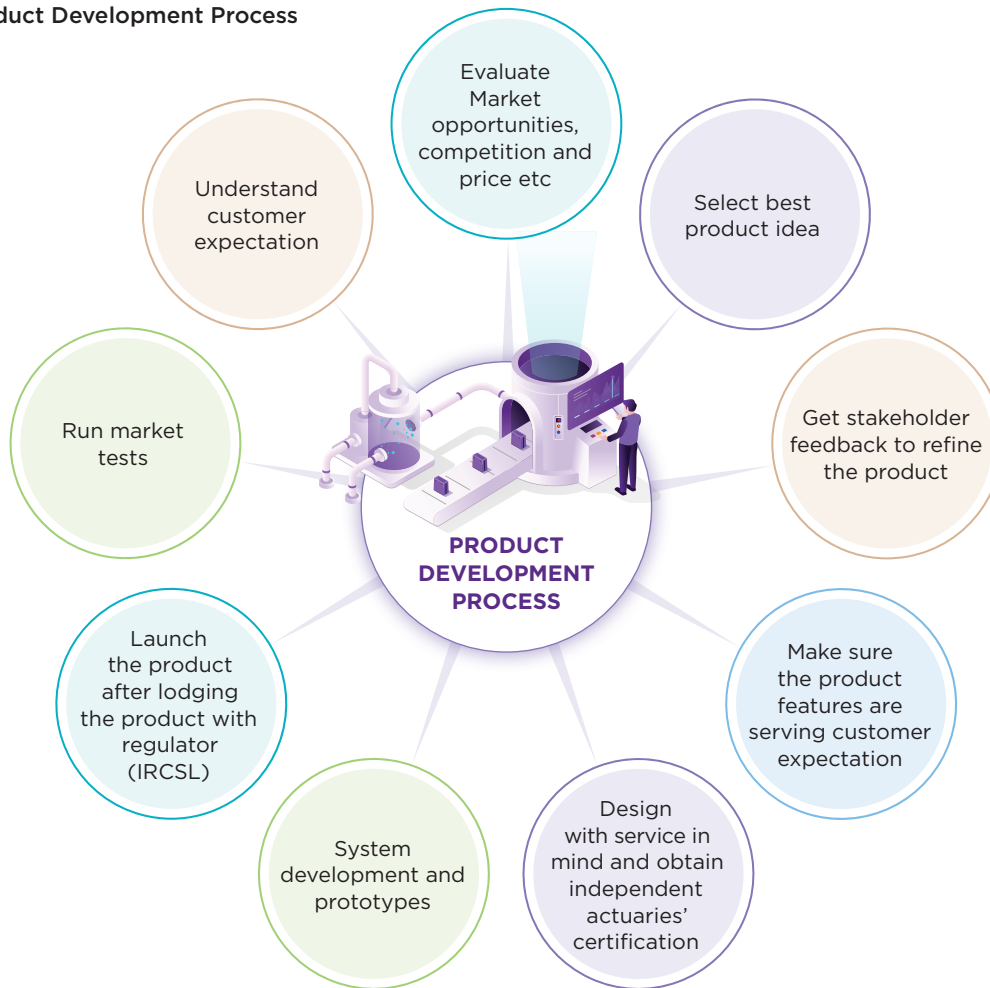 duct Development Process
Evaluate
Market
opportunities,
competition and
price etc
Select best
product idea
Get stakeholder
feedback to refine
the product
Make sure
the product
features are
serving customer
expectation
Design
with service in
mind and obtain
independent
actuaries'
certification
System
development and
prototypes
Launch
the product
after lodging
the product with
regulator
(IRCSL)
Run market
tests
Understand
customer
expectation
PRODUCT
DEVELOPMENT
PROCESS